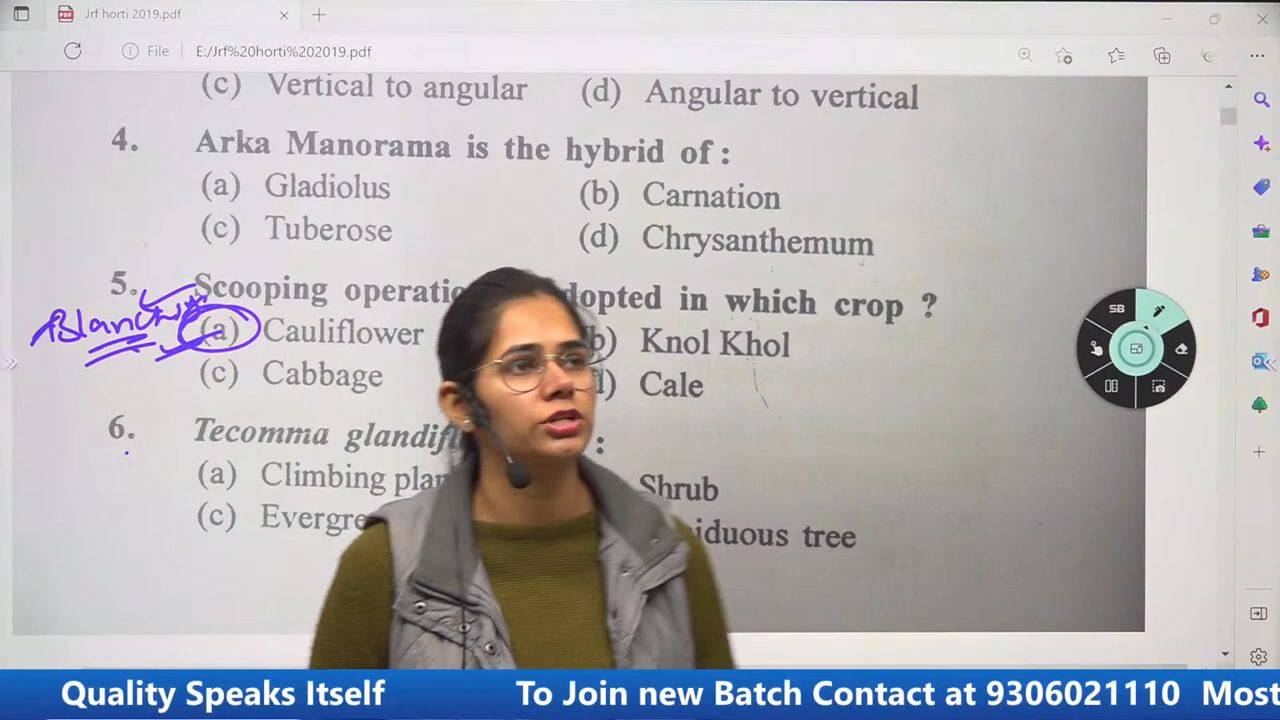 Jrf horti 2019.pdf
File E:/Jrf%20horti%202019.pdf
(c) Vertical to angular (d) Angular to vertical
4. Arka Manorama is the hybrid of :
(a) Gladiolus (b) Carnation
(c) Tuberose (d) Chrysanthemum
5. Scooping operatio dopted in which crop ?
(a) Cauliflower b) Knol Khol
(c) Cabbage d) Cale
6. Tecomma glandifl :
(a) Climbing plan Shrub
(c) Evergre iduous tree
SB
Quality Speaks Itself To Join new Batch Contact at 9306021110 Most